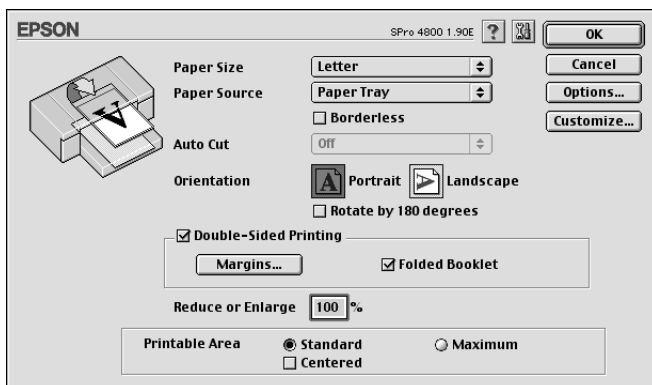 EPSON
SPro 4800 1.90E ?
OK
Paper Size Letter
Cancel
Paper Source Paper Tray
Options...
Borderless
Customize...
Auto Cut Off
Orientation A Portrait A Landscape
Rotate by 180 degrees
Double-Sided Printing
Margins... Folded Booklet
Reduce or Enlarge 100 %
Printable Area Standard Maximum
Centered
A